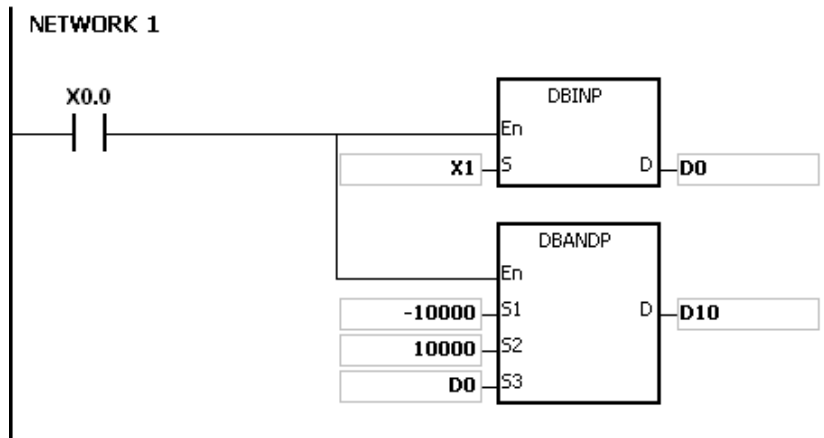 NETWORK 1
X0.0
DBINP
En
X1 S D D0
DBANDP
En
-10000 S1 D D10
10000 S2
D0 S3